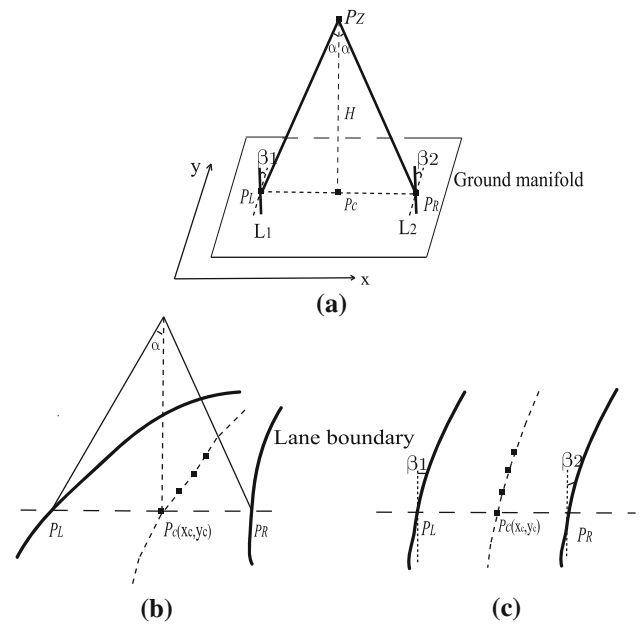 PZ
α α
H
y
β1
β2
PL
PC
PR
Ground manifold
L1
L2
x
(a)
α
Lane boundary
PL
PC(xc,yc)
PR
(b)
β1
β2
PL
PC(xc,yc)
PR
(c)